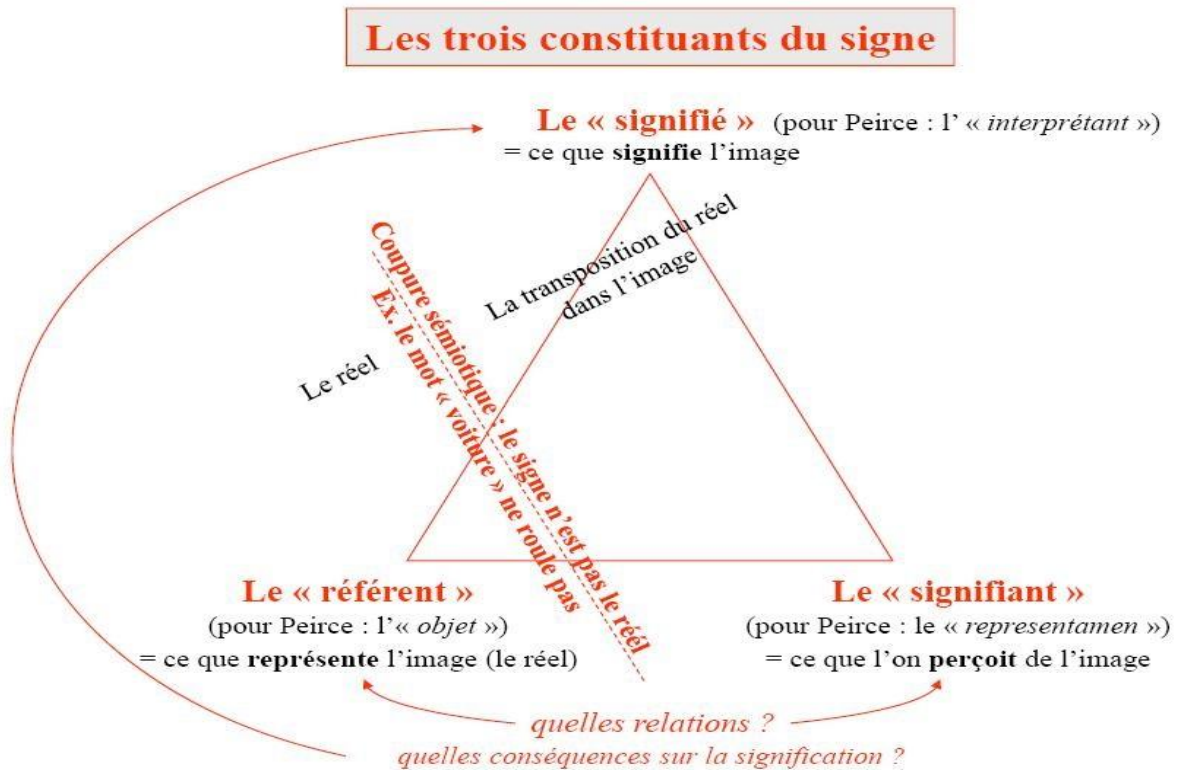 Les trois constituants du signe
Le « signifié » (pour Peirce : l' « interprétant »)
= ce que signifie l'image
La transposition du réel
dans l'image
Coupure sémiotique : le signe n'est pas le réél
Ex. le mot « voiture » ne roule pas
Le réel
Le « référent »
(pour Peirce : l'« objet »)
= ce que représente l'image (le réel)
Le « signifiant »
(pour Peirce : le « representamen »)
= ce que l'on perçoit de l'image
quelles relations ?
quelles conséquences sur la signification ?